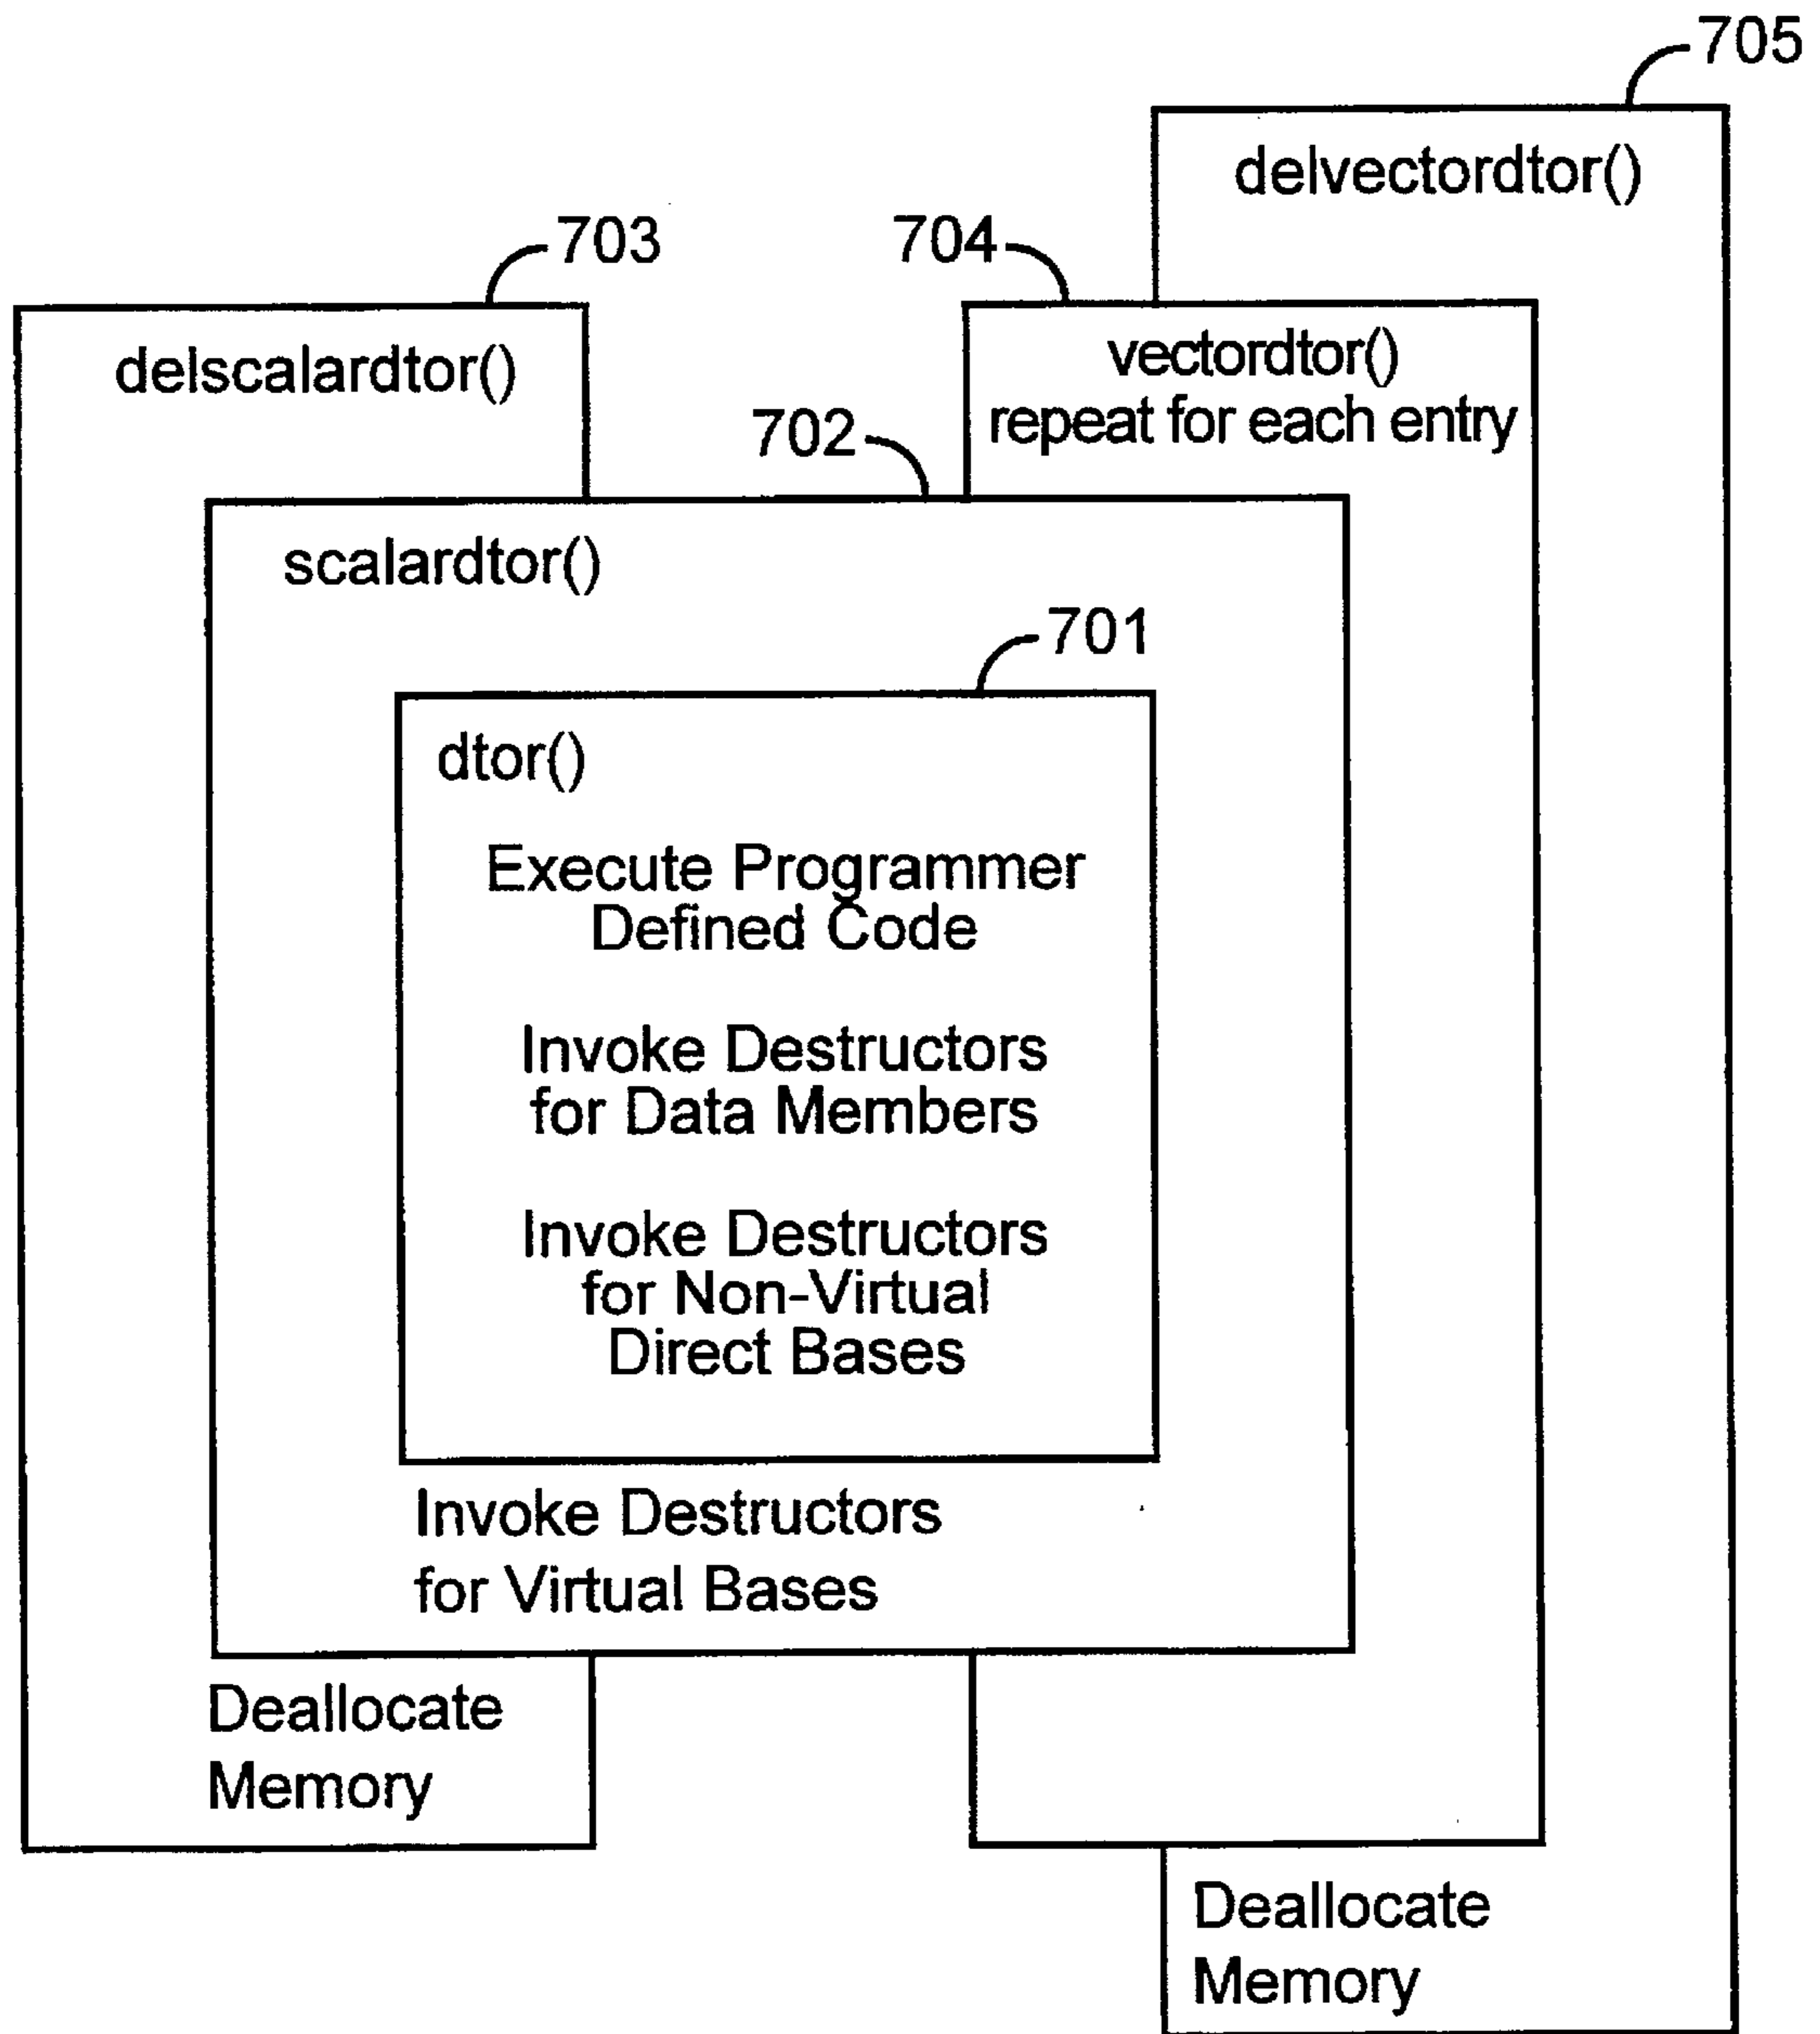 705
delvectordtor()
703
704
delscalardtor()
vectordtor()
repeat for each entry
702
scalardtor()
701
dtor()
Execute Programmer
Defined Code
Invoke Destructors
for Data Members
Invoke Destructors
for Non-Virtual
Direct Bases
Invoke Destructors
for Virtual Bases
Deallocate
Memory
Deallocate
Memory